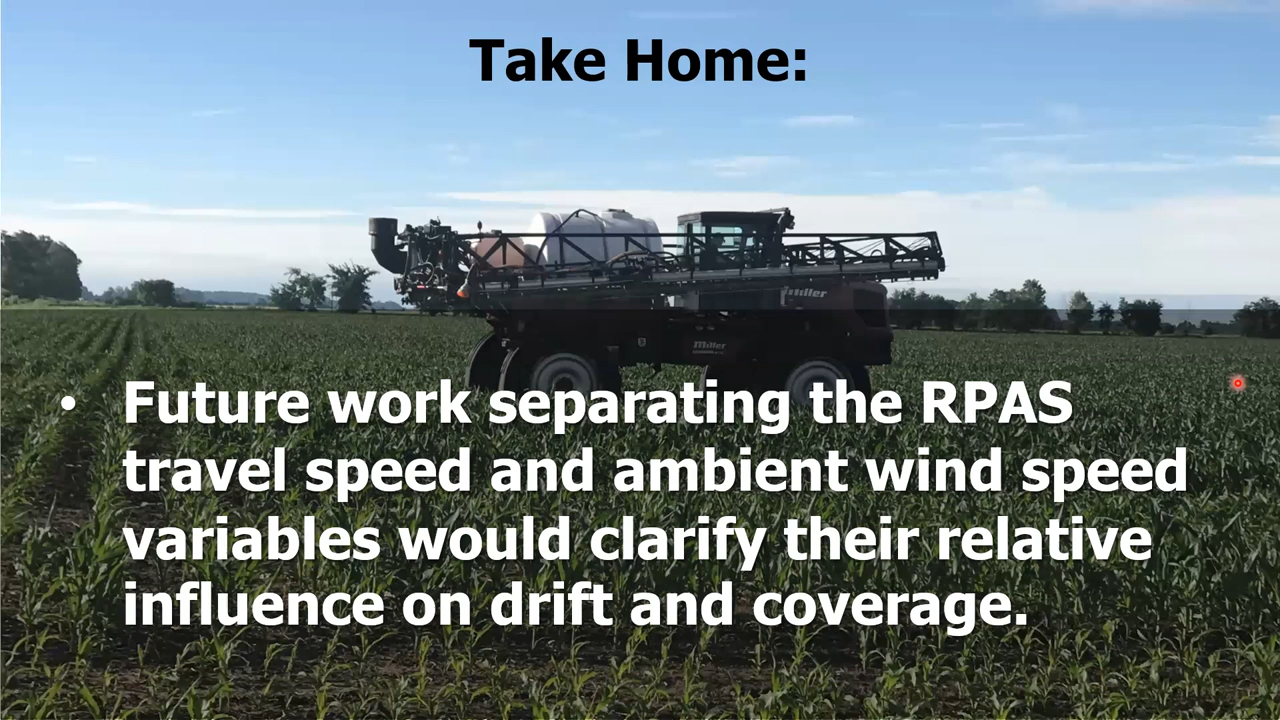 Take Home:
Miller
Miller
• Future work separating the RPAS
travel speed and ambient wind speed
variables would clarify their relative
influence on drift and coverage.